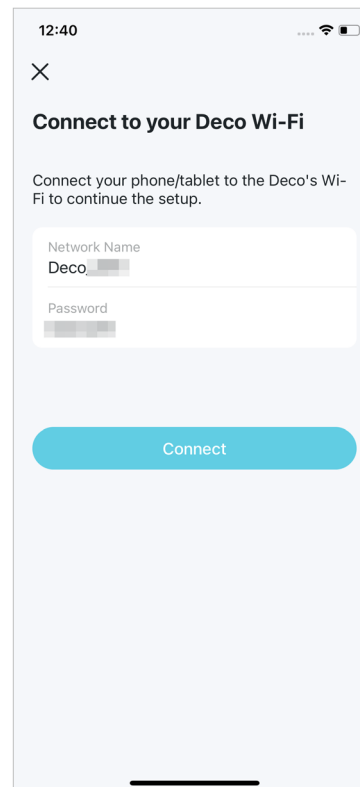 12:40
Connect to your Deco Wi-Fi
Connect your phone/tablet to the Deco's Wi-
Fi to continue the setup.
Network Name
Deco_
Password
Connect